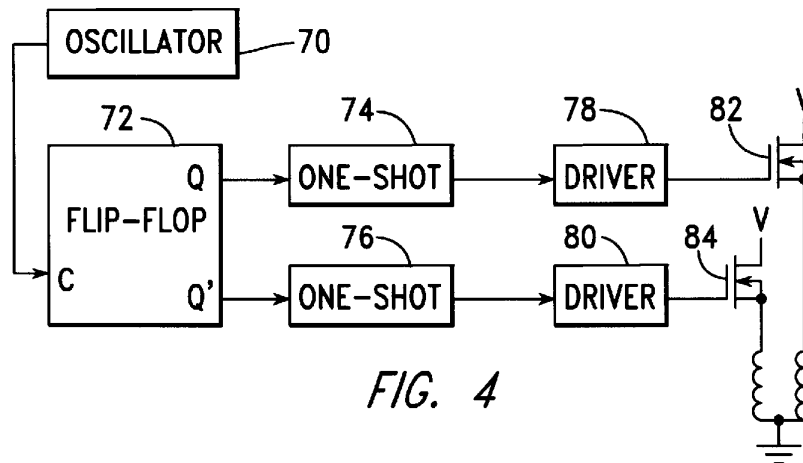 OSCILLATOR 70
72 74 78 82 V
Q ONE-SHOT DRIVER
FLIP-FLOP
76 80 84 V
C
Q' ONE-SHOT DRIVER
FIG. 4